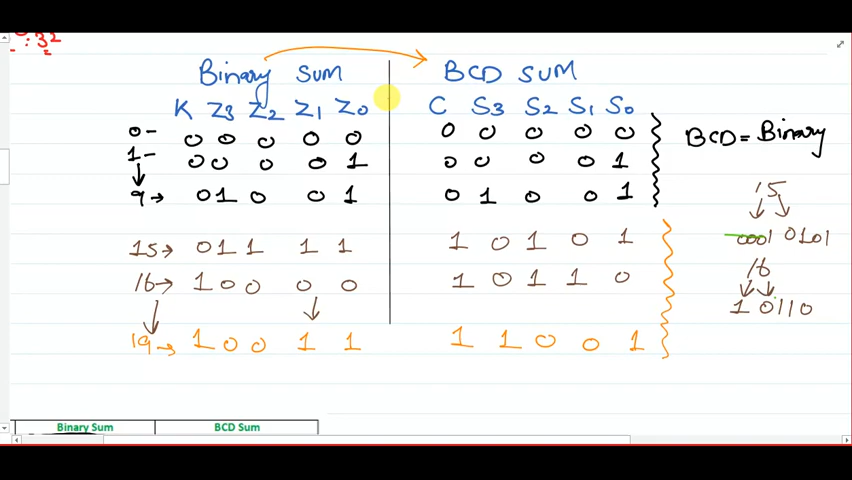 : 32
Binary Sum BCD SUM
K Z3 Z2 Z1 Z0 C S3 S2 S1 S0
0- 0 0 0 0 0 0 0 0 0 0 BCD = Binary
1- 0 0 0 0 1 0 0 0 0 1
9→ 0 1 0 0 1 0 1 0 0 1 15
15→ 0 1 1 1 1 1 0 1 0 1 0001 0101
16→ 1 0 0 0 0 1 0 1 1 0 16
1 0110
19→ 1 0 0 1 1 1 1 0 0 1
Binary Sum BCD Sum